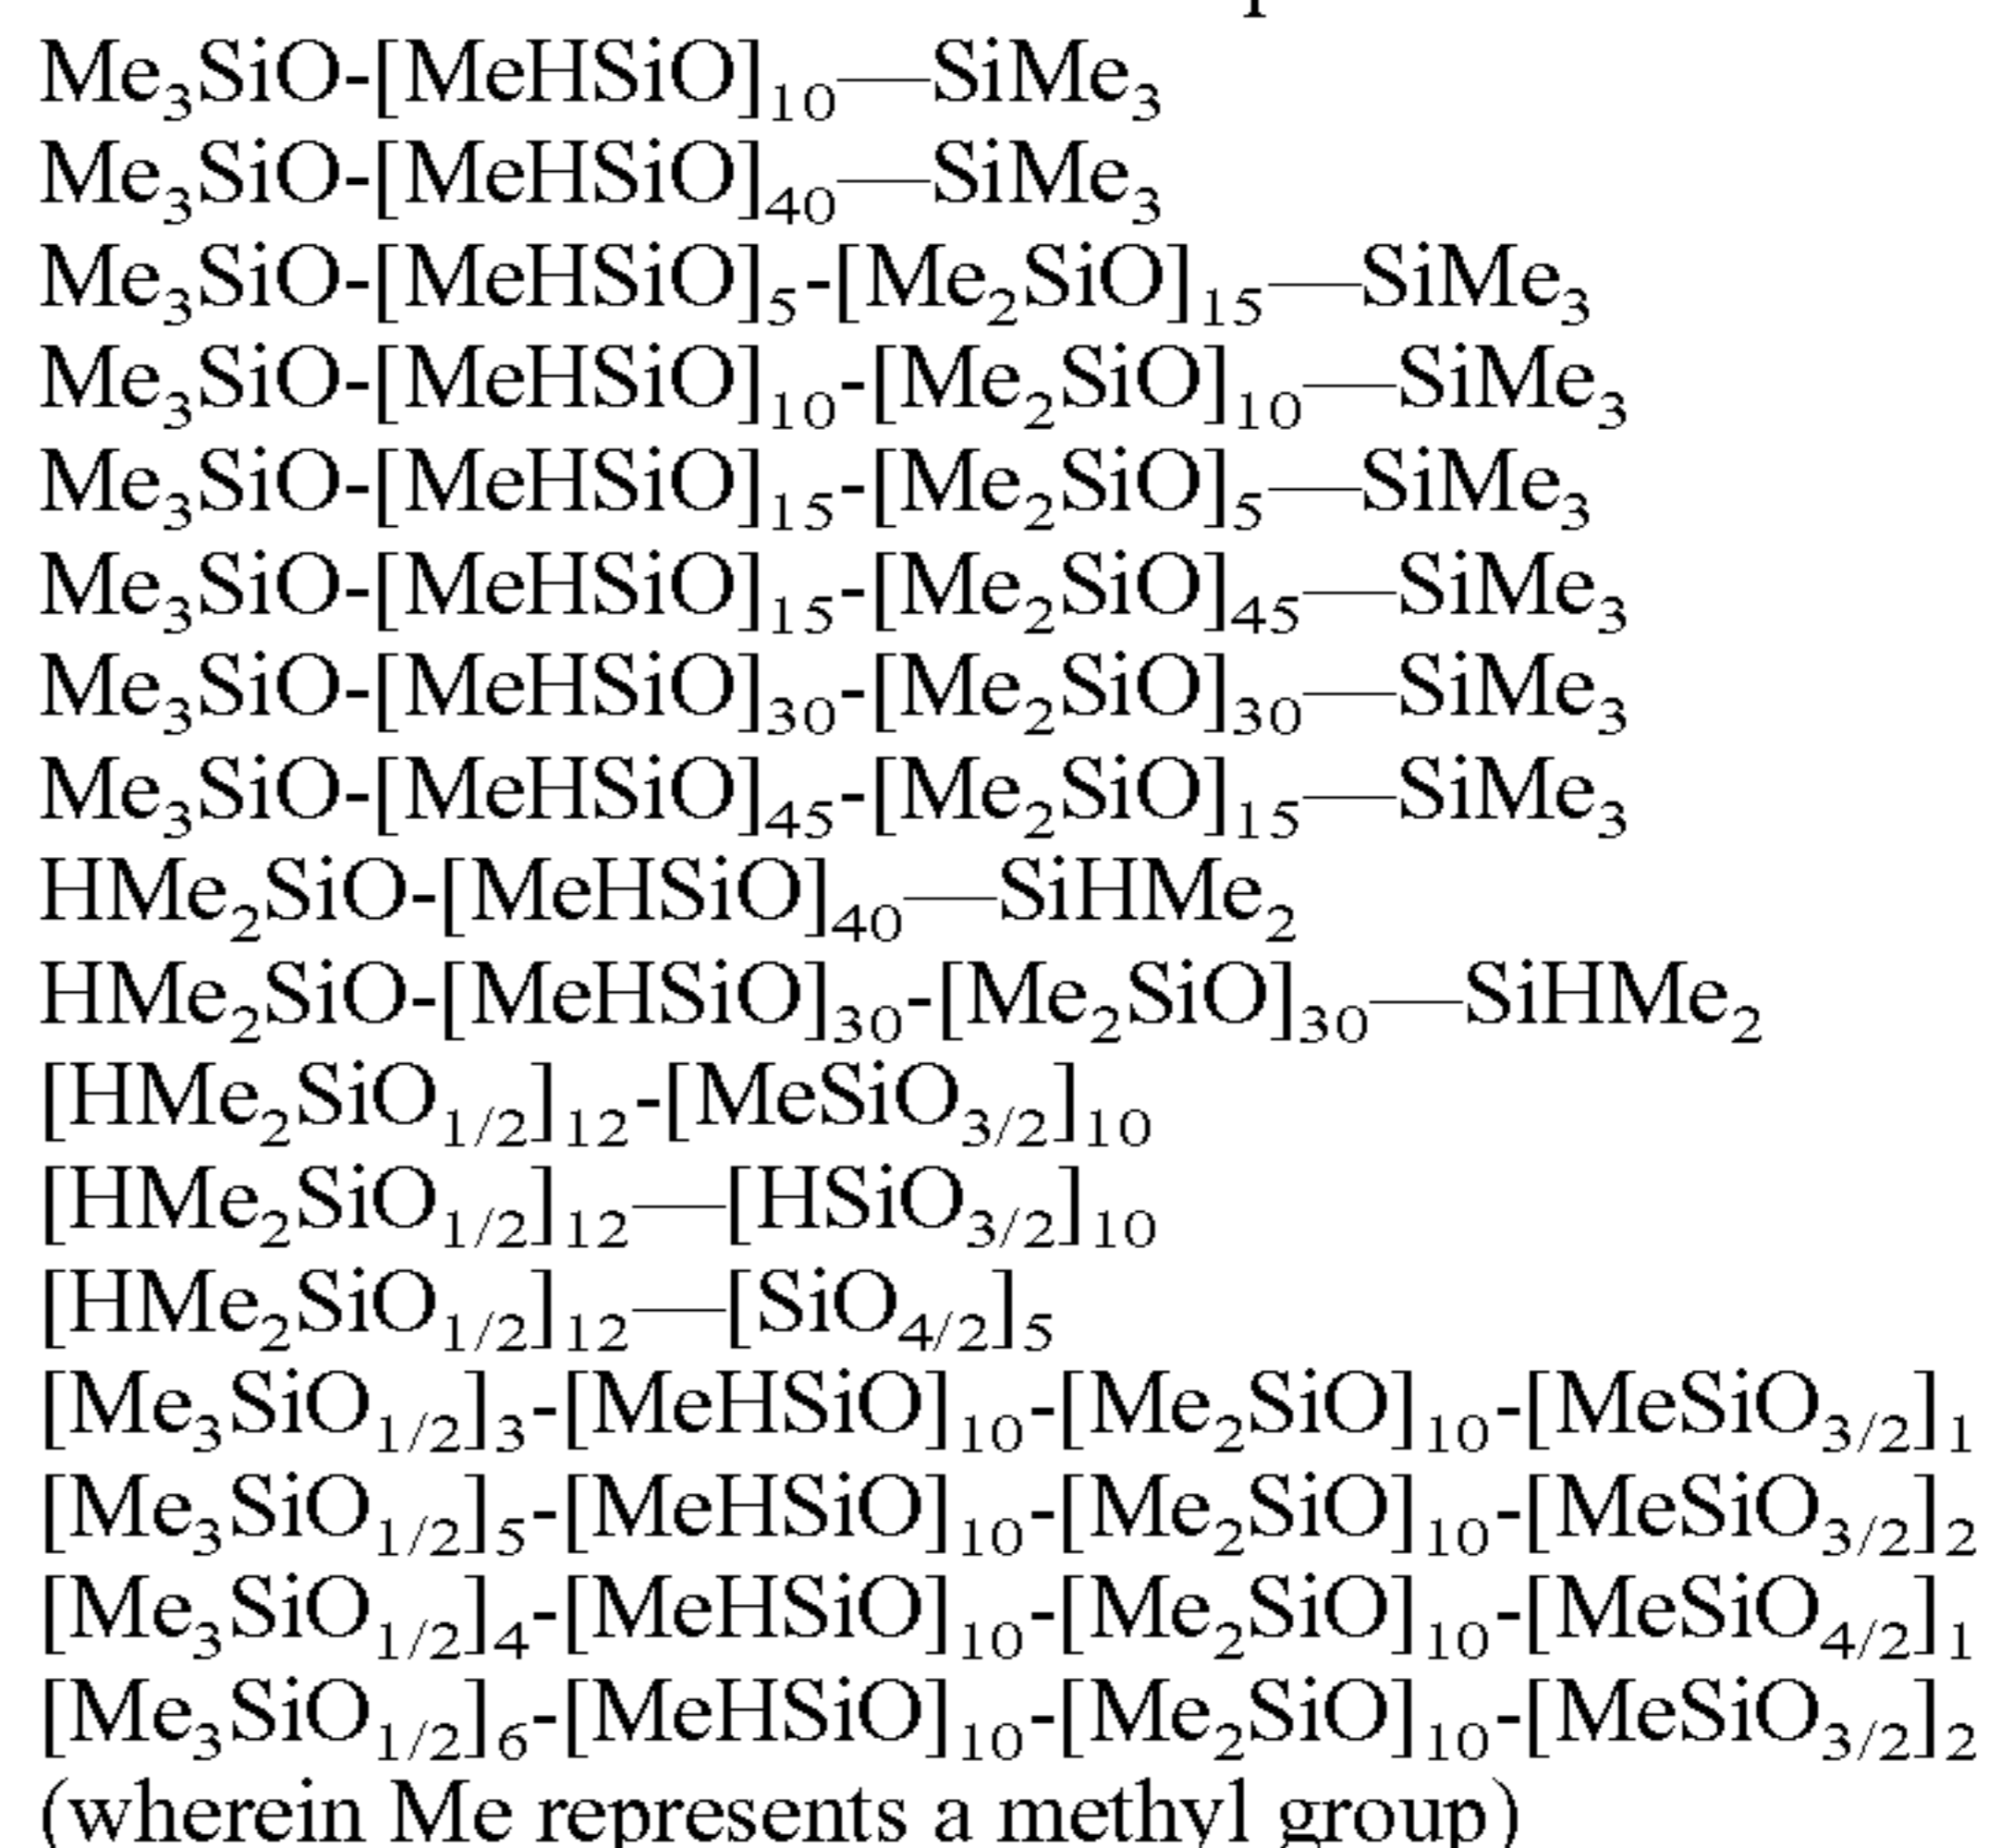 Me₃SiO-[MeHSiO]₁₀—SiMe₃
Me₃SiO-[MeHSiO]₄₀—SiMe₃
Me₃SiO-[MeHSiO]₅-[Me₂SiO]₁₅—SiMe₃
Me₃SiO-[MeHSiO]₁₀-[Me₂SiO]₁₀—SiMe₃
Me₃SiO-[MeHSiO]₁�5-[Me₂SiO]₅—SiMe₃
Me₃SiO-[MeHSiO]₁₅-[Me₂SiO]₄₅—SiMe₃
Me₃SiO-[MeHSiO]₃₀-[Me₂SiO]₃₀—SiMe₃
Me₃SiO-[MeHSiO]₄₅-[Me₂SiO]₁₅—SiMe₃
HMe₂SiO-[MeHSiO]₄₀—SiHMe₂
HMe₂SiO-[MeHSiO]₃₀-[Me₂SiO]₃₀—SiHMe₂
[HMe₂SiO₁/₂]₁₂-[MeSiO₃/₂]₁₀
[HMe₂SiO₁/₂]₁₂—[HSiO₃/₂]₁₀
[HMe₂SiO₁/₂]₁₂—[SiO₄/₂]₅
[Me₃SiO₁/₂]₃-[MeHSiO]₁₀-[Me₂SiO]₁₀-[MeSiO₃/₂]₁
[Me₃SiO₁/₂]₅-[MeHSiO]₁₀-[Me₂SiO]₁₀-[MeSiO₃/₂]₂
[Me₃SiO₁/₂]₄-[MeHSiO]₁₀-[Me₂SiO]₁₀-[MeSiO₄/₂]₁
[Me₃SiO₁/₂]₆-[MeHSiO]₁₀-[Me₂SiO]₁₀-[MeSiO₃/₂]₂
(wherein Me represents a methyl group)